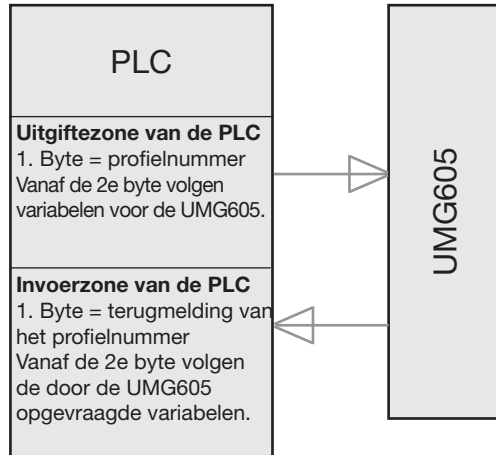 PLC
Uitgiftezone van de PLC
1. Byte = profielnummer
Vanaf de 2e byte volgen
variabelen voor de UMG605.
Invoerzone van de PLC
1. Byte = terugmelding van
het profielnummer
Vanaf de 2e byte volgen
de door de UMG605
opgevraagde variabelen.
UMG605